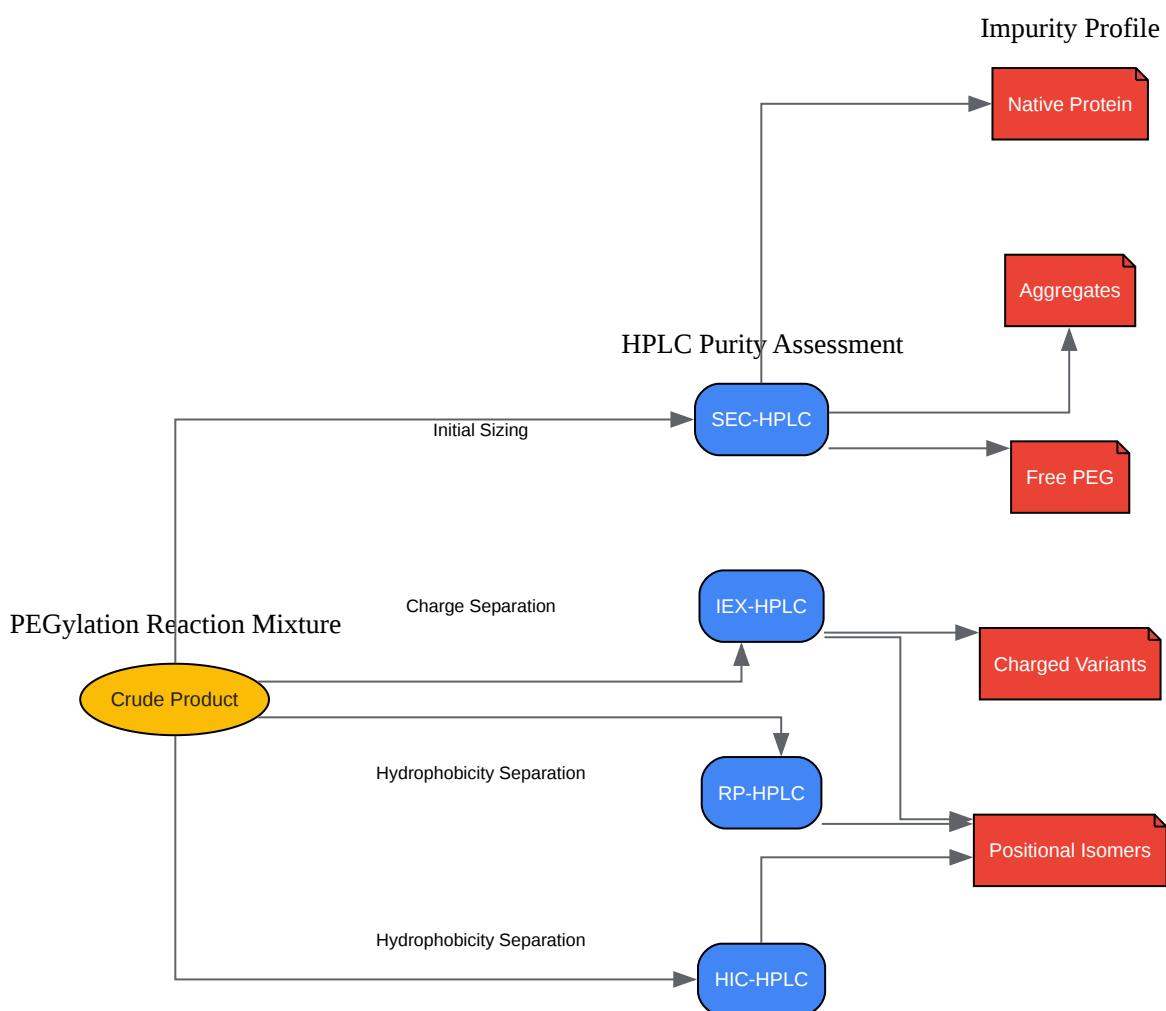 Impurity Profile
Native Protein
Aggregates
HPLC Purity Assessment
SEC-HPLC
Initial Sizing
Free PEG
IEX-HPLC
Charge Separation
PEGylation Reaction Mixture
Charged Variants
Crude Product
Hydrophobicity Separation
RP-HPLC
Positional Isomers
Hydrophobicity Separation
HIC-HPLC